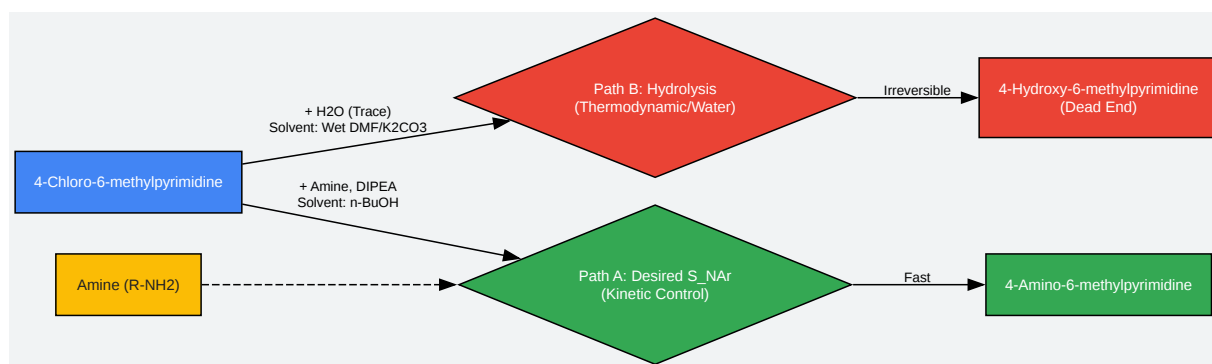 Path B: Hydrolysis
(Thermodynamic/Water)
Irreversible
4-Hydroxy-6-methylpyrimidine
(Dead End)
+ H2O (Trace)
Solvent: Wet DMF/K2CO3
4-Chloro-6-methylpyrimidine
+ Amine, DIPEA
Solvent: n-BuOH
Amine (R-NH2)
Path A: Desired S_NAr
(Kinetic Control)
Fast
4-Amino-6-methylpyrimidine